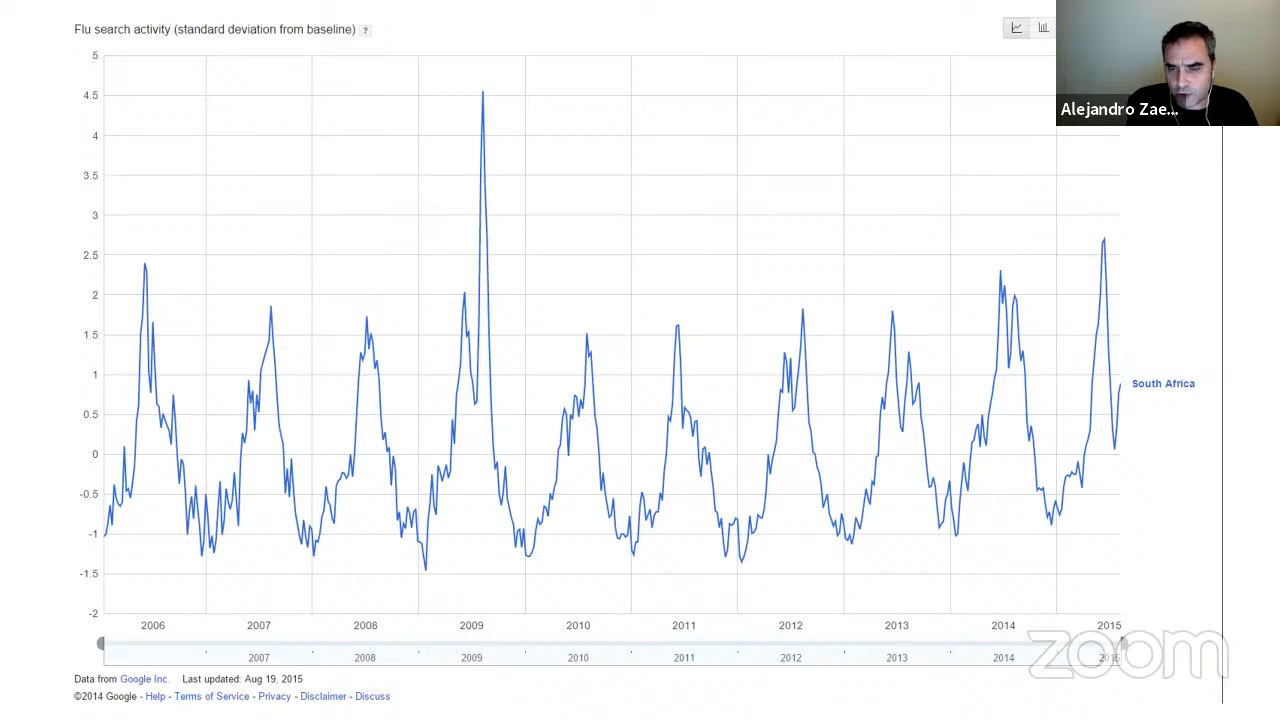 Flu search activity (standard deviation from baseline) ?
Alejandro Zae...
5
4.5
4
3.5
3
2.5
2
1.5
1
0.5
0
-0.5
-1
-1.5
-2
South Africa
2006 2007 2008 2009 2010 2011 2012 2013 2014 2015
2007 2008 2009 2010 2011 2012 2013 2014 2015
zoom
Data from Google Inc. Last updated: Aug 19, 2015
©2014 Google - Help - Terms of Service - Privacy - Disclaimer - Discuss